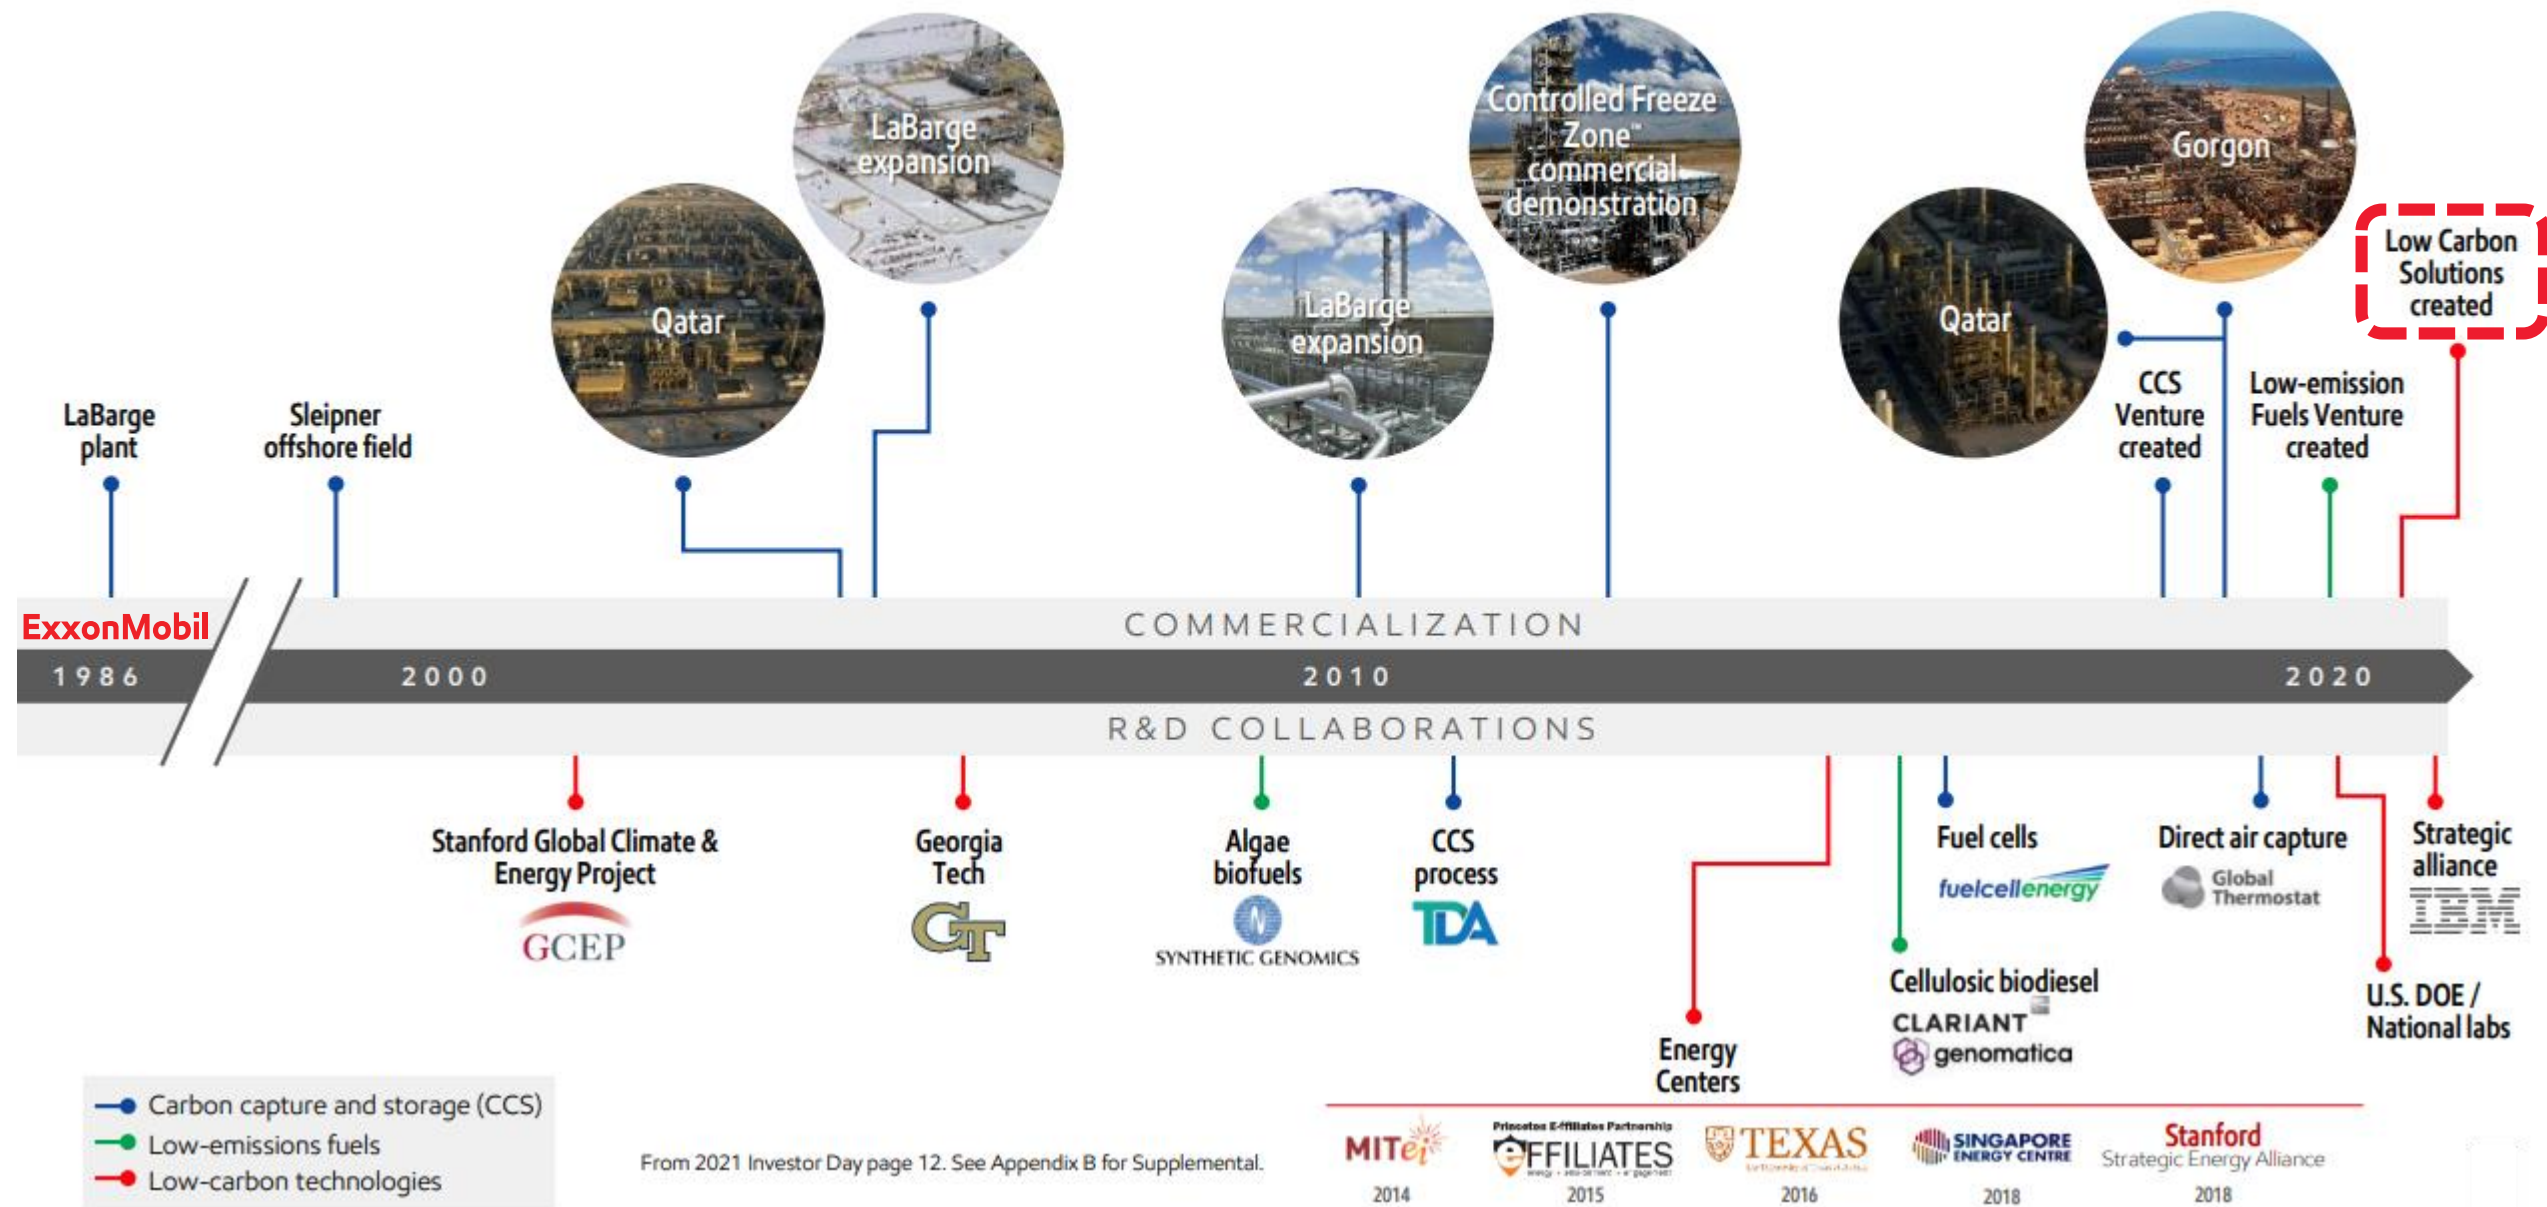 LaBarge
expansion
Controlled Freeze
Zone™
commercial
demonstration
Gorgon
Qatar
LaBarge
expansion
Qatar
Low Carbon
Solutions
created
LaBarge
plant
Sleipner
offshore field
CCS
Venture
created
Low-emission
Fuels Venture
created
ExxonMobil
COMMERCIALIZATION
1986
2000
2010
2020
R&D COLLABORATIONS
Stanford Global Climate &
Energy Project
GCEP
Georgia
Tech
GT
Algae
biofuels
SYNTHETIC GENOMICS
CCS
process
TDA
Fuel cells
fuelcellenergy
Direct air capture
Global
Thermostat
Strategic
alliance
IBM
Cellulosic biodiesel
CLARIANT
genomatica
U.S. DOE /
National labs
Energy
Centers
Carbon capture and storage (CCS)
Low-emissions fuels
Low-carbon technologies
From 2021 Investor Day page 12. See Appendix B for Supplemental.
MITei
2014
Princeton E-ffiliates Partnership
eFFILIATES
2015
TEXAS
2016
SINGAPORE
ENERGY CENTRE
2018
Stanford
Strategic Energy Alliance
2018